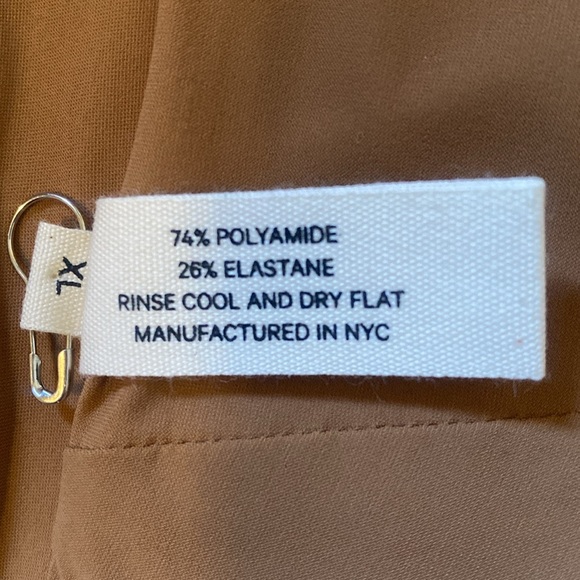 74% POLYAMIDE
26% ELASTANE
RINSE COOL AND DRY FLAT
MANUFACTURED IN NYC
XL